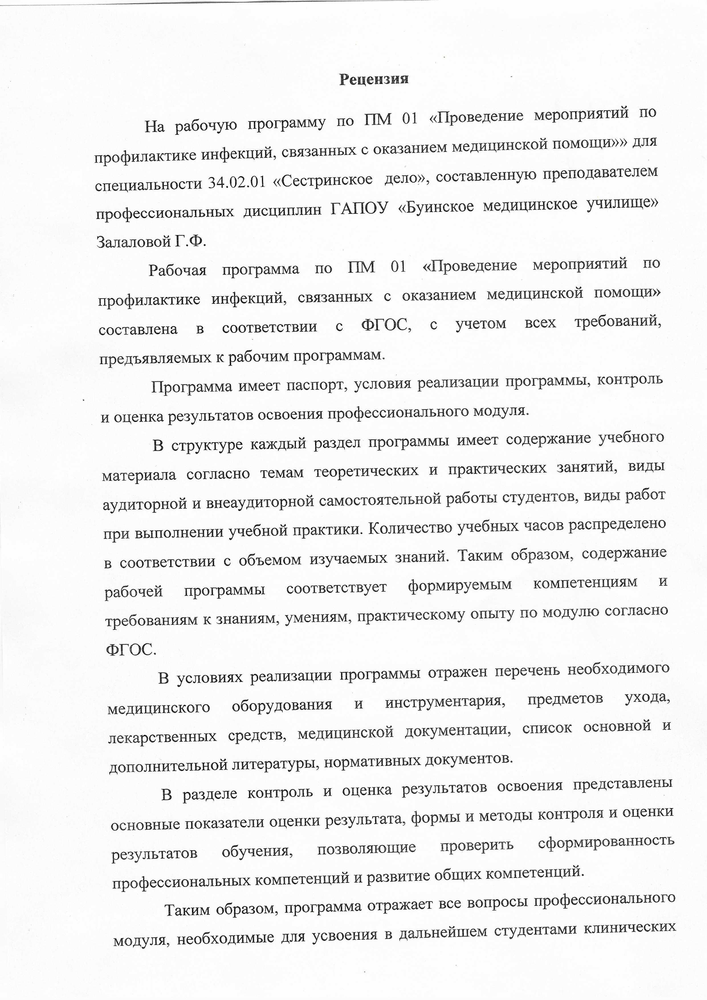 Рецензия
На рабочую программу по ПМ 01 «Проведение мероприятий по
профилактике инфекций, связанных с оказанием медицинской помощи»» для
специальности 34.02.01 «Сестринское дело», составленную преподавателем
профессиональных дисциплин ГАПОУ «Буинское медицинское училище»
Залаловой Г.Ф.
Рабочая программа по ПМ 01 «Проведение мероприятий по
профилактике инфекций, связанных с оказанием медицинской помощи»
составлена в соответствии с ФГОС, с учетом всех требований,
предъявляемых к рабочим программам.
Программа имеет паспорт, условия реализации программы, контроль
и оценка результатов освоения профессионального модуля.
В структуре каждый раздел программы имеет содержание учебного
материала согласно темам теоретических и практических занятий, виды
аудиторной и внеаудиторной самостоятельной работы студентов, виды работ
при выполнении учебной практики. Количество учебных часов распределено
в соответствии с объемом изучаемых знаний. Таким образом, содержание
рабочей программы соответствует формируемым компетенциям и
требованиям к знаниям, умениям, практическому опыту по модулю согласно
ФГОС.
В условиях реализации программы отражен перечень необходимого
медицинского оборудования и инструментария, предметов ухода,
лекарственных средств, медицинской документации, список основной и
дополнительной литературы, нормативных документов.
В разделе контроль и оценка результатов освоения представлены
основные показатели оценки результата, формы и методы контроля и оценки
результатов обучения, позволяющие проверить сформированность
профессиональных компетенций и развитие общих компетенций.
Таким образом, программа отражает все вопросы профессионального
модуля, необходимые для усвоения в дальнейшем студентами клинических